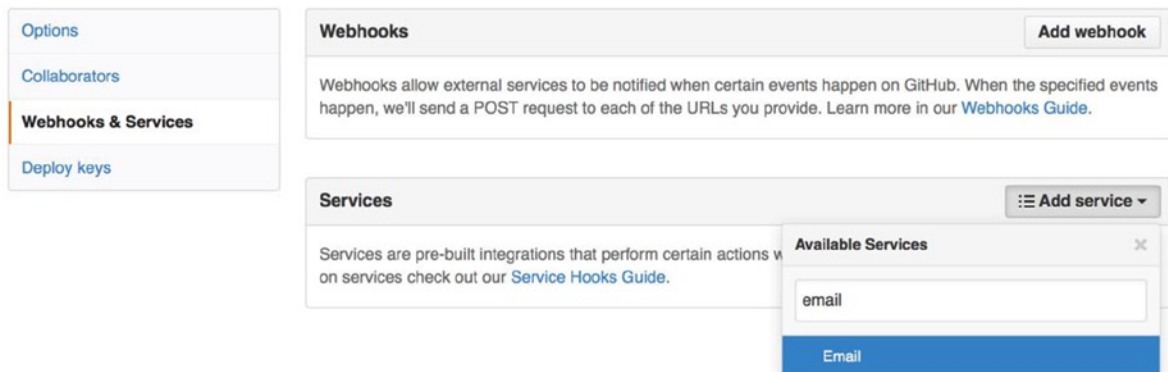 Options
Collaborators
Webhooks & Services
Deploy keys
Webhooks
Add webhook
Webhooks allow external services to be notified when certain events happen on GitHub. When the specified events
happen, we'll send a POST request to each of the URLs you provide. Learn more in our Webhooks Guide.
Services
Add service
Services are pre-built integrations that perform certain actions w
on services check out our Service Hooks Guide.
Available Services
email
Email